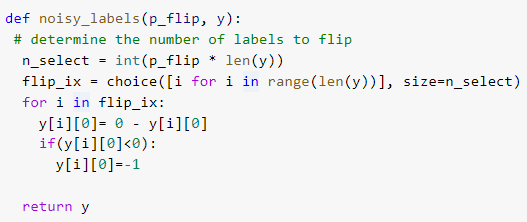 def noisy_labels(p_flip, y):
 # determine the number of labels to flip
  n_select = int(p_flip * len(y))
  flip_ix = choice([i for i in range(len(y))], size=n_select)
  for i in flip_ix:
    y[i][0]= 0 - y[i][0]
    if(y[i][0]<0):
      y[i][0]=-1
  return y